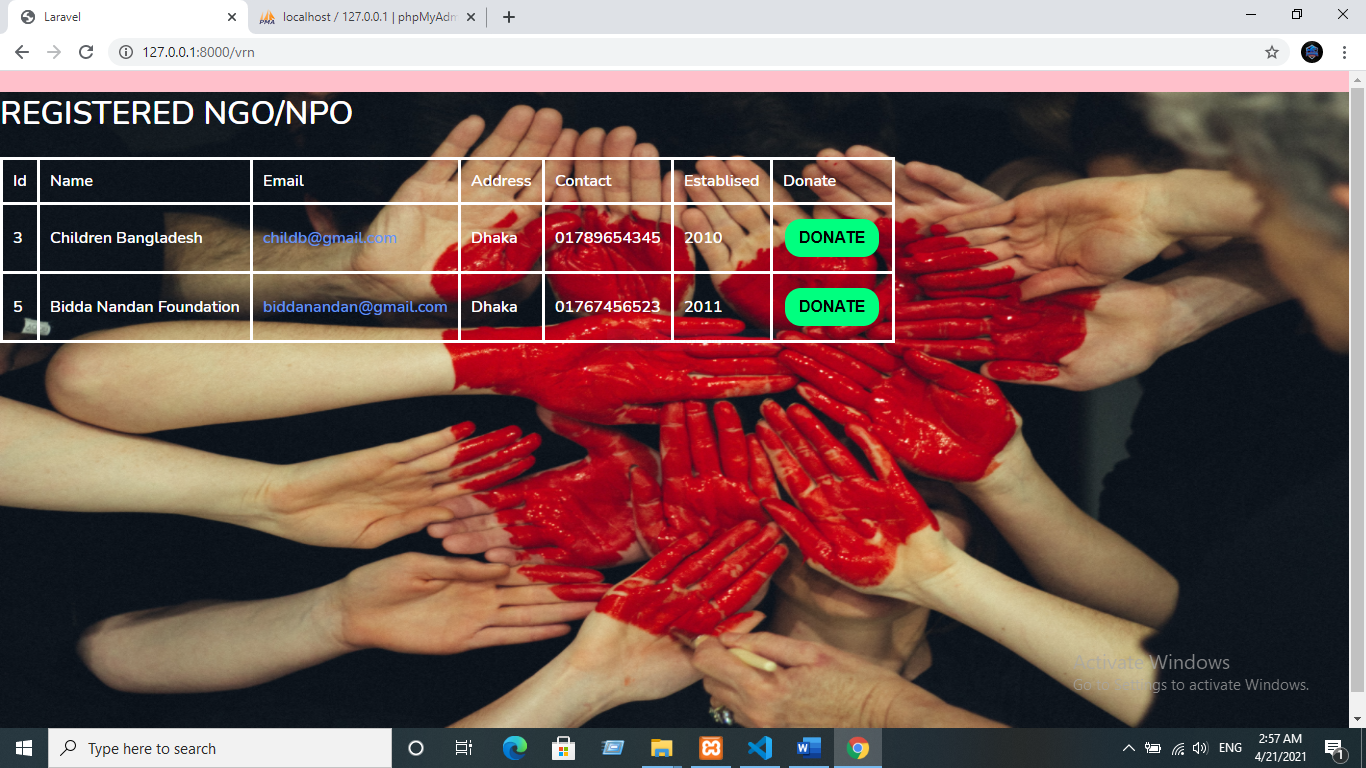 Laravel
localhost / 127.0.0.1 | phpMyAdm
127.0.0.1:8000/vrn
REGISTERED NGO/NPO
Id Name Email Address Contact Establised Donate
3 Children Bangladesh childb@gmail.com Dhaka 01789654345 2010 DONATE
5 Bidda Nandan Foundation biddanandan@gmail.com Dhaka 01767456523 2011 DONATE
Activate Windows
Go to Settings to activate Windows.
Type here to search
ENG
2:57 AM
4/21/2021
1